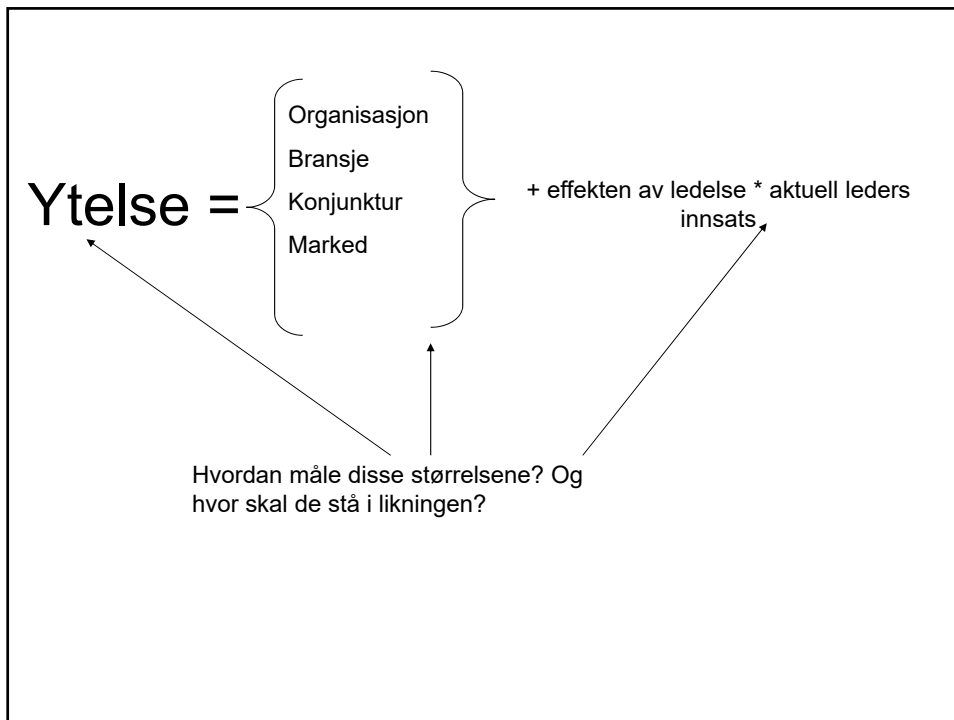 Organisasjon
Bransje
Ytelse =
Konjunktur
Marked
+ effekten av ledelse * aktuell leders
innsats
Hvordan måle disse størrelsene? Og
hvor skal de stå i likningen?